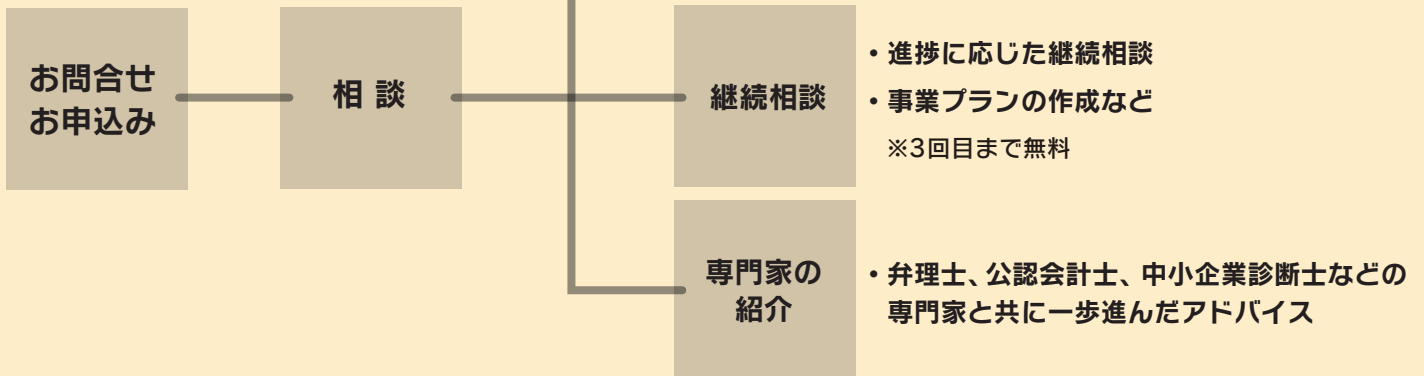 お問合せ
お申込み
相 談
継続相談
・進捗に応じた継続相談
・事業プランの作成など
※3回目まで無料
専門家の
紹介
・弁理士、公認会計士、中小企業診断士などの
専門家と共に一歩進んだアドバイス